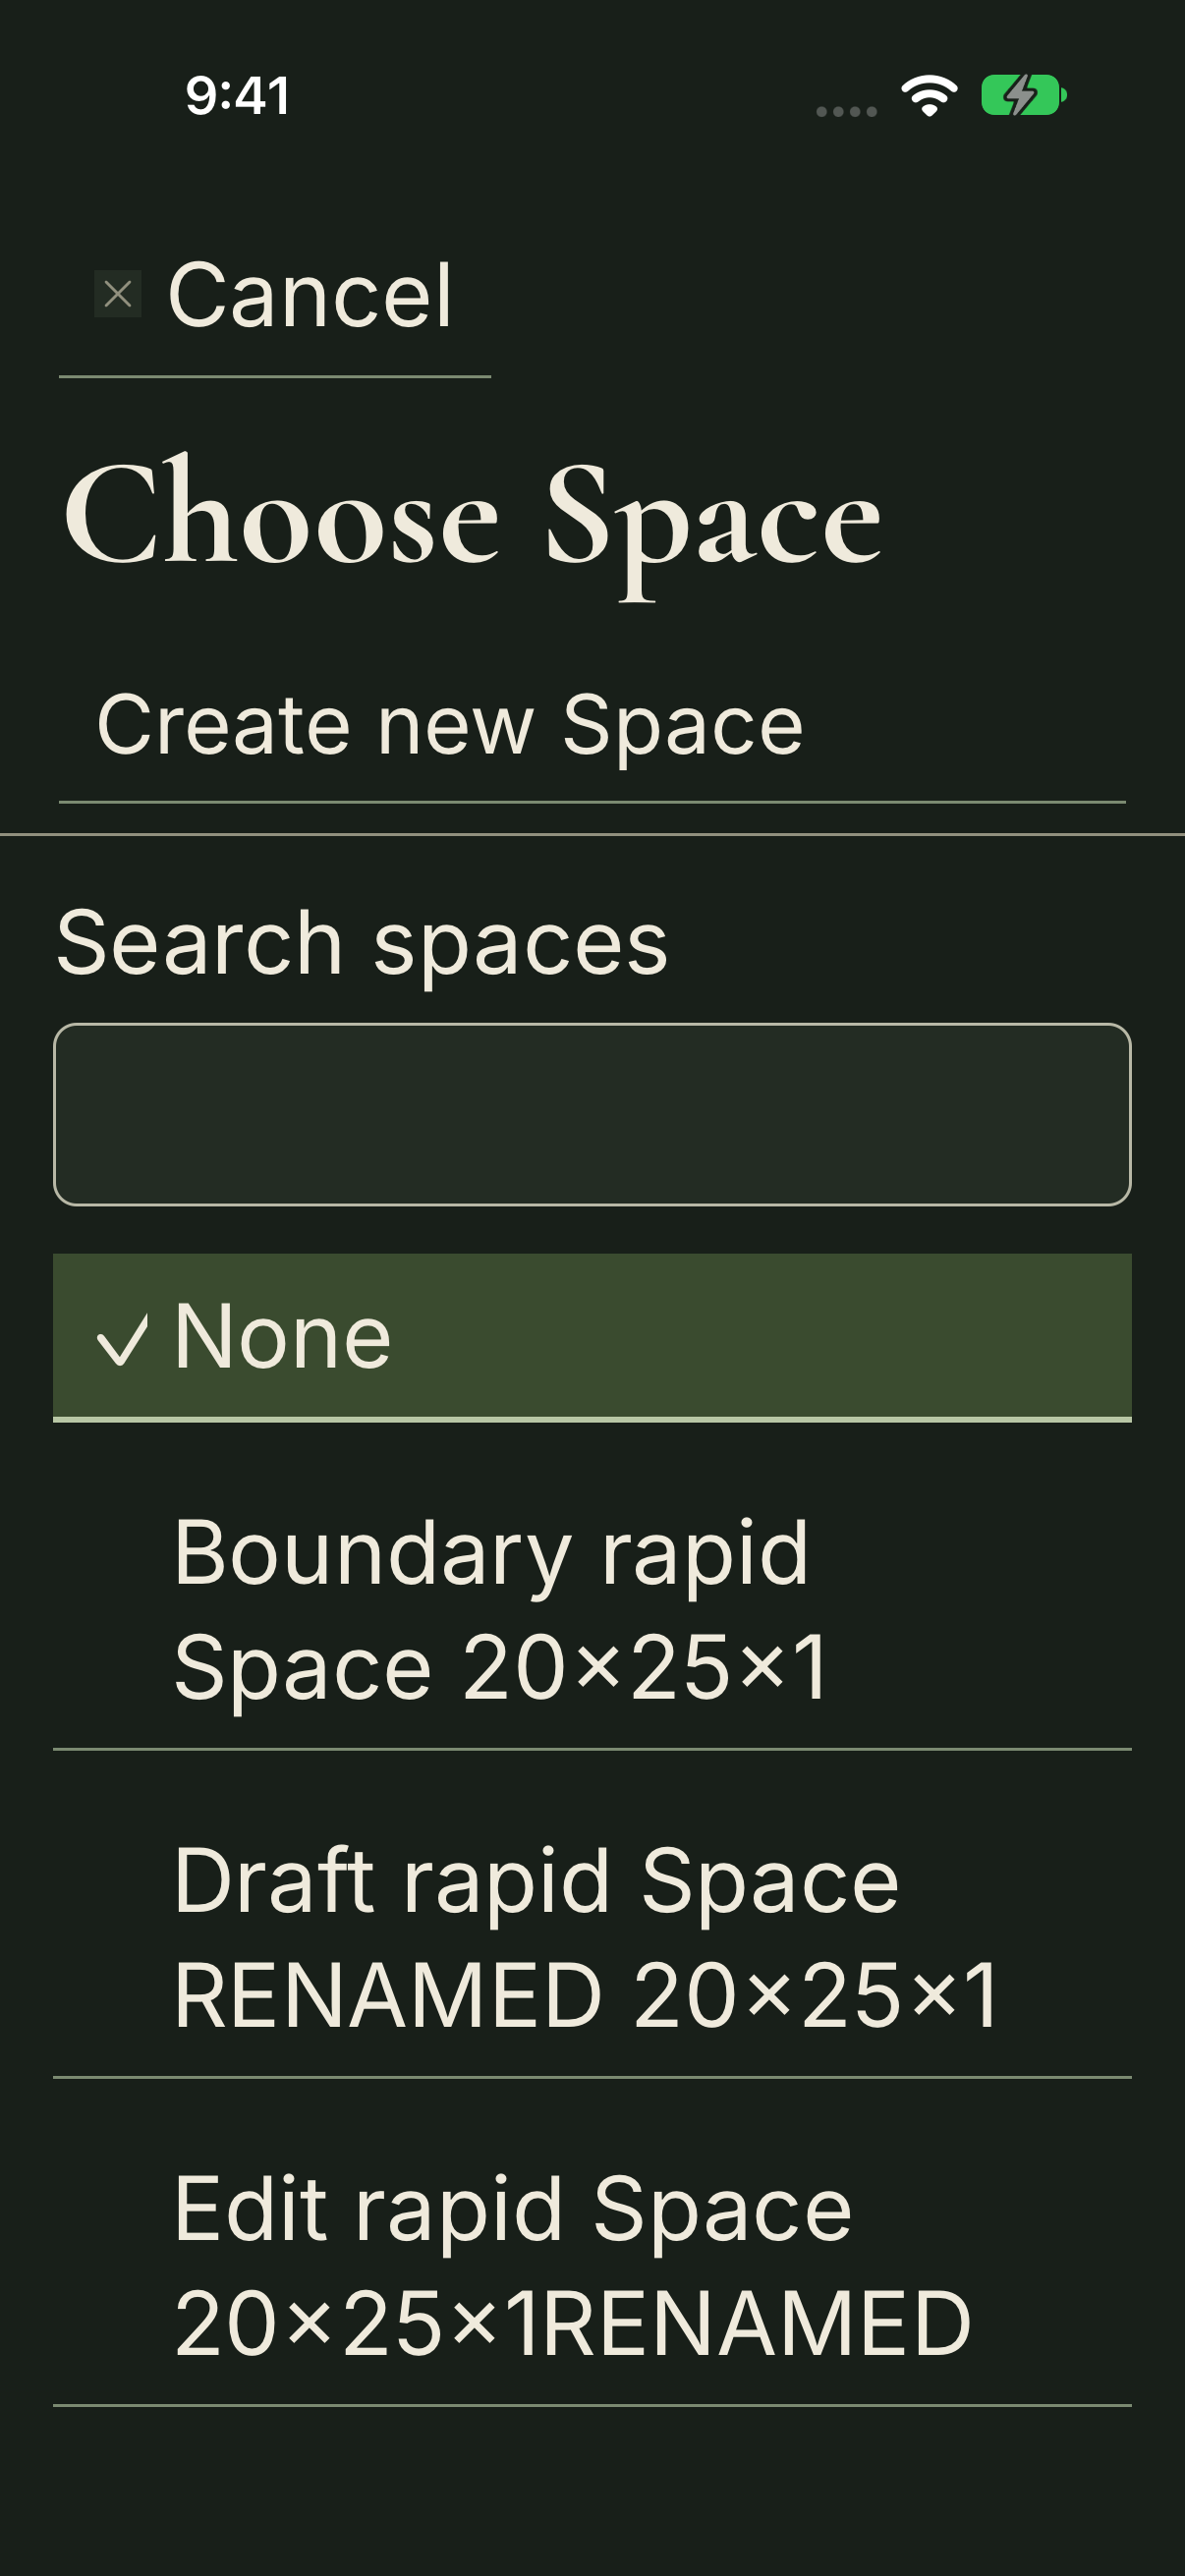 9:41
Cancel
Choose Space
Create new Space
Search spaces
None
Boundary rapid
Space 20×25×1
Draft rapid Space
RENAMED 20×25×1
Edit rapid Space
20×25×1RENAMED